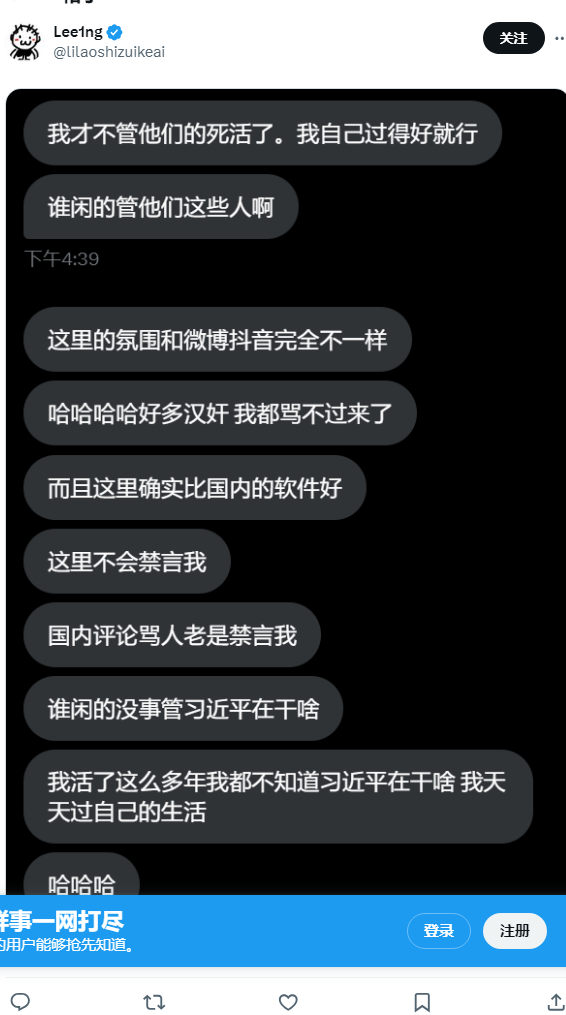 Lee1ng
关注
@lilaoshizuikeai
我才不管他们的死活了。我自己过得好就行
谁闲的管他们这些人啊
下午4:39
这里的氛围和微博抖音完全不一样
哈哈哈哈好多汉奸 我都骂不过来了
而且这里确实比国内的软件好
这里不会禁言我
国内评论骂人老是禁言我
谁闲的没事管习近平在干啥
我活了这么多年我都不知道习近平在干啥 我天
天过自己的生活
哈哈哈
鲜事一网打尽
的用户能够抢先知道。
登录
注册